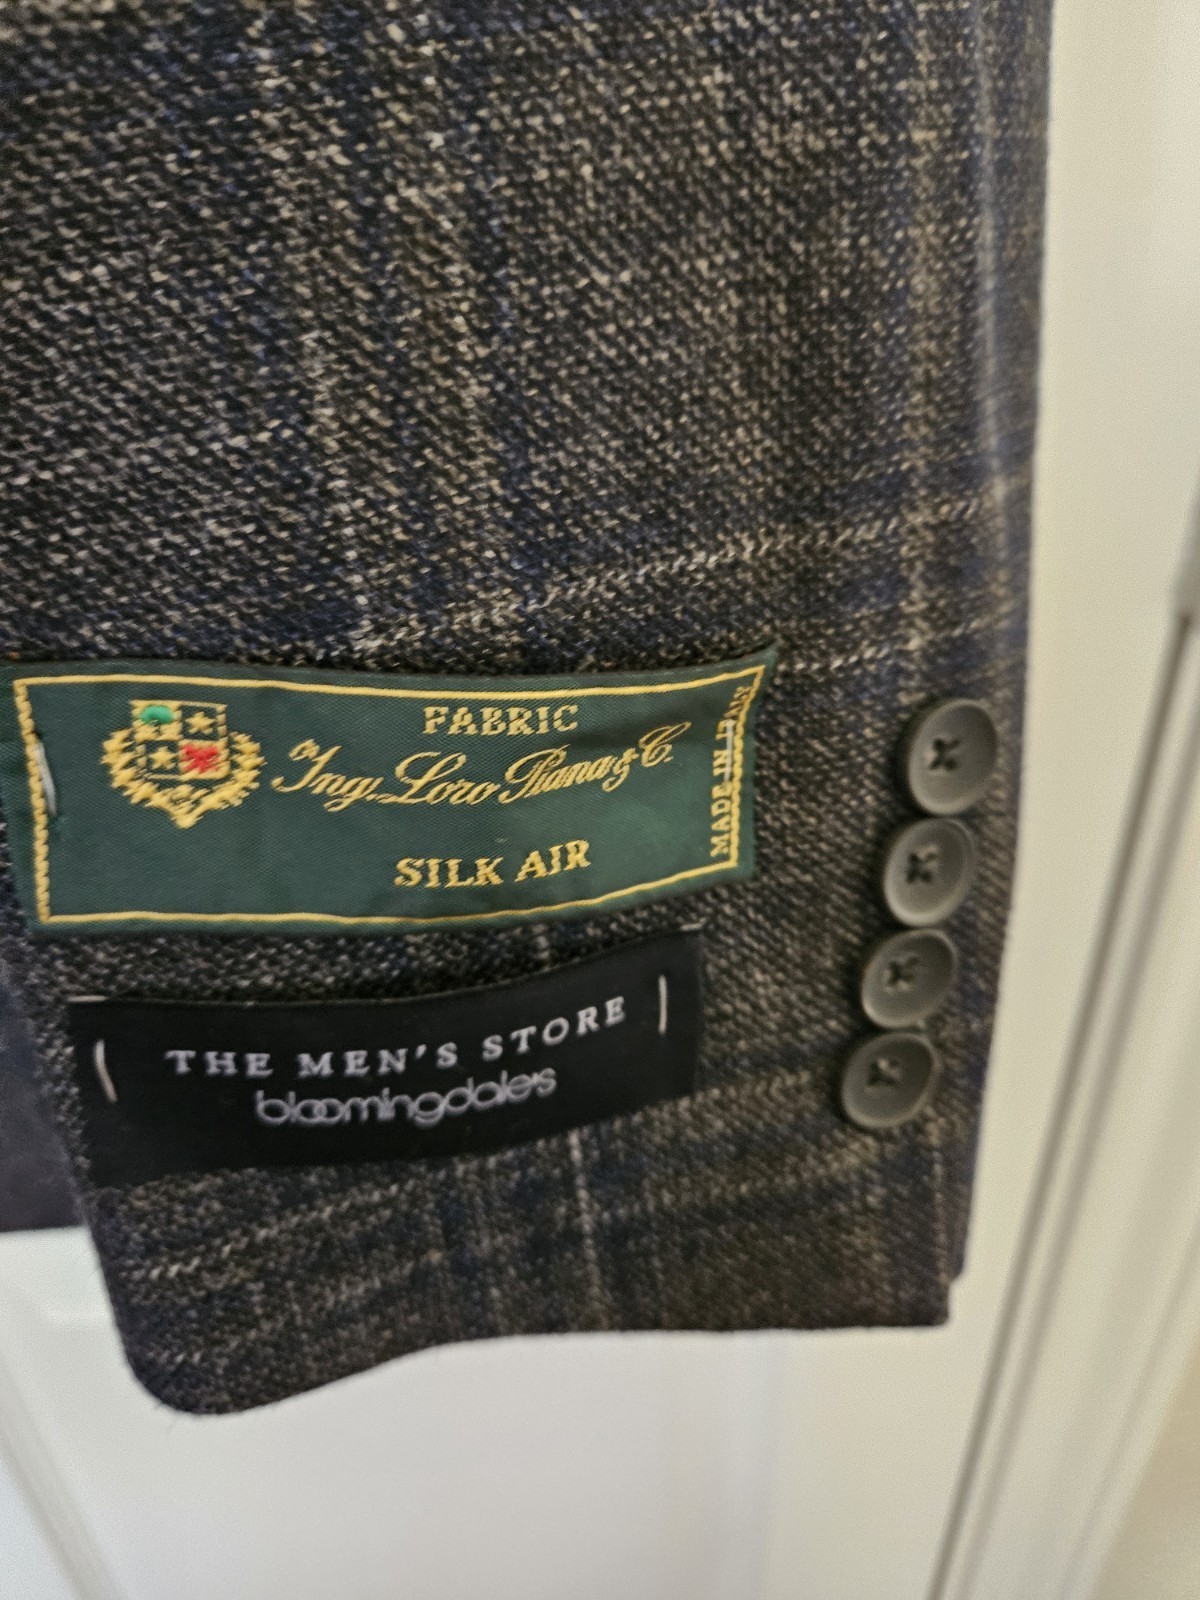 FABRIC
Ing. Loro Piana & C.
SILK AIR
MADE IN ITALY
THE MEN'S STORE
bloomingdale's